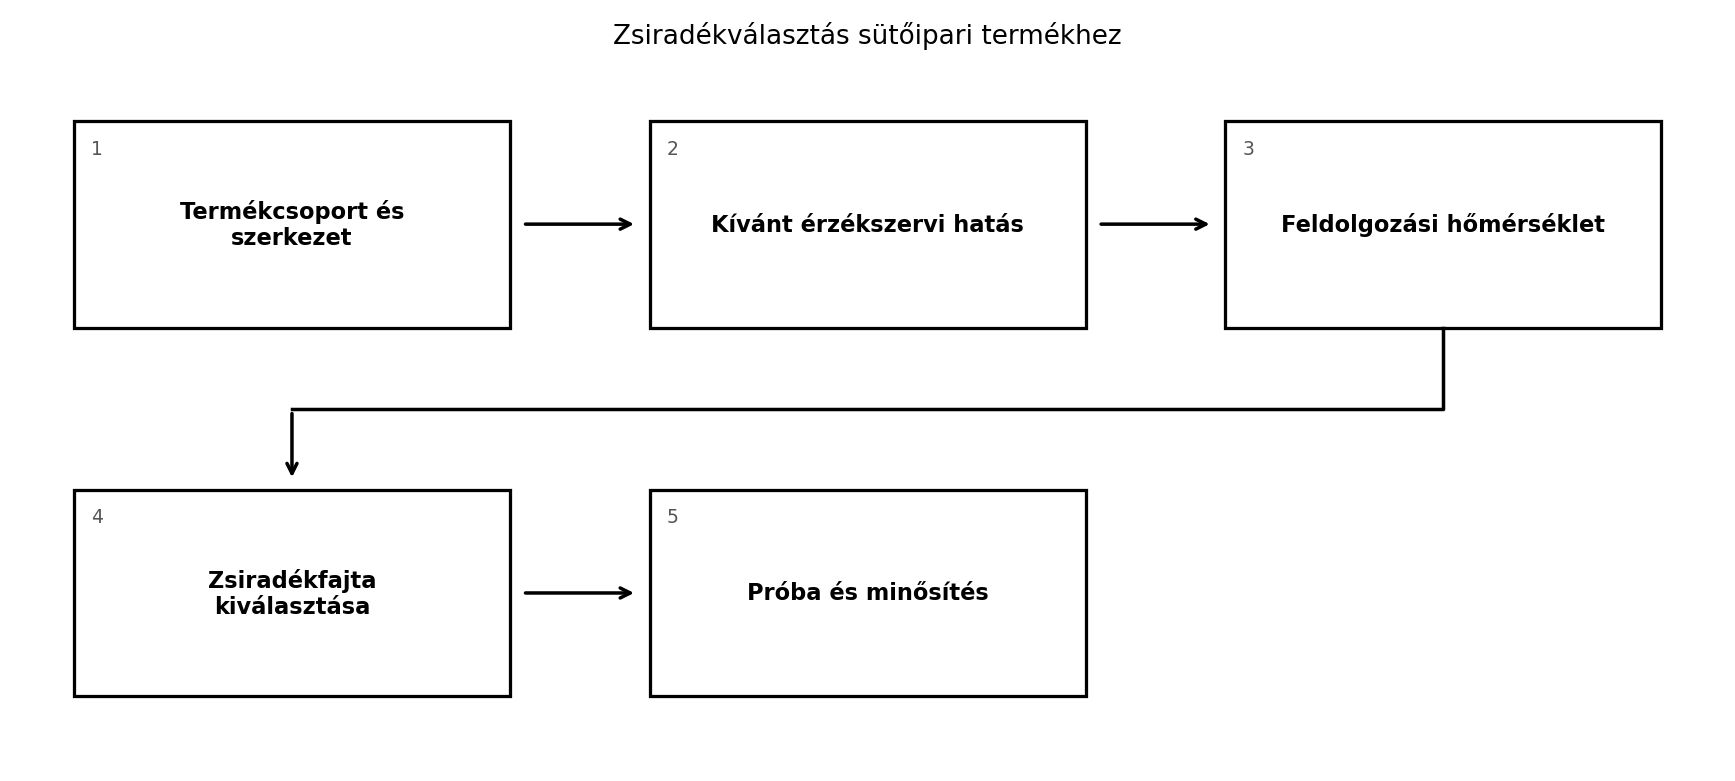 Zsiradékválasztás sütőipari termékhez
1
Termékcsoport és
szerkezet
2
Kívánt érzékszervi hatás
3
Feldolgozási hőmérséklet
4
Zsiradékfajta
kiválasztása
5
Próba és minősítés